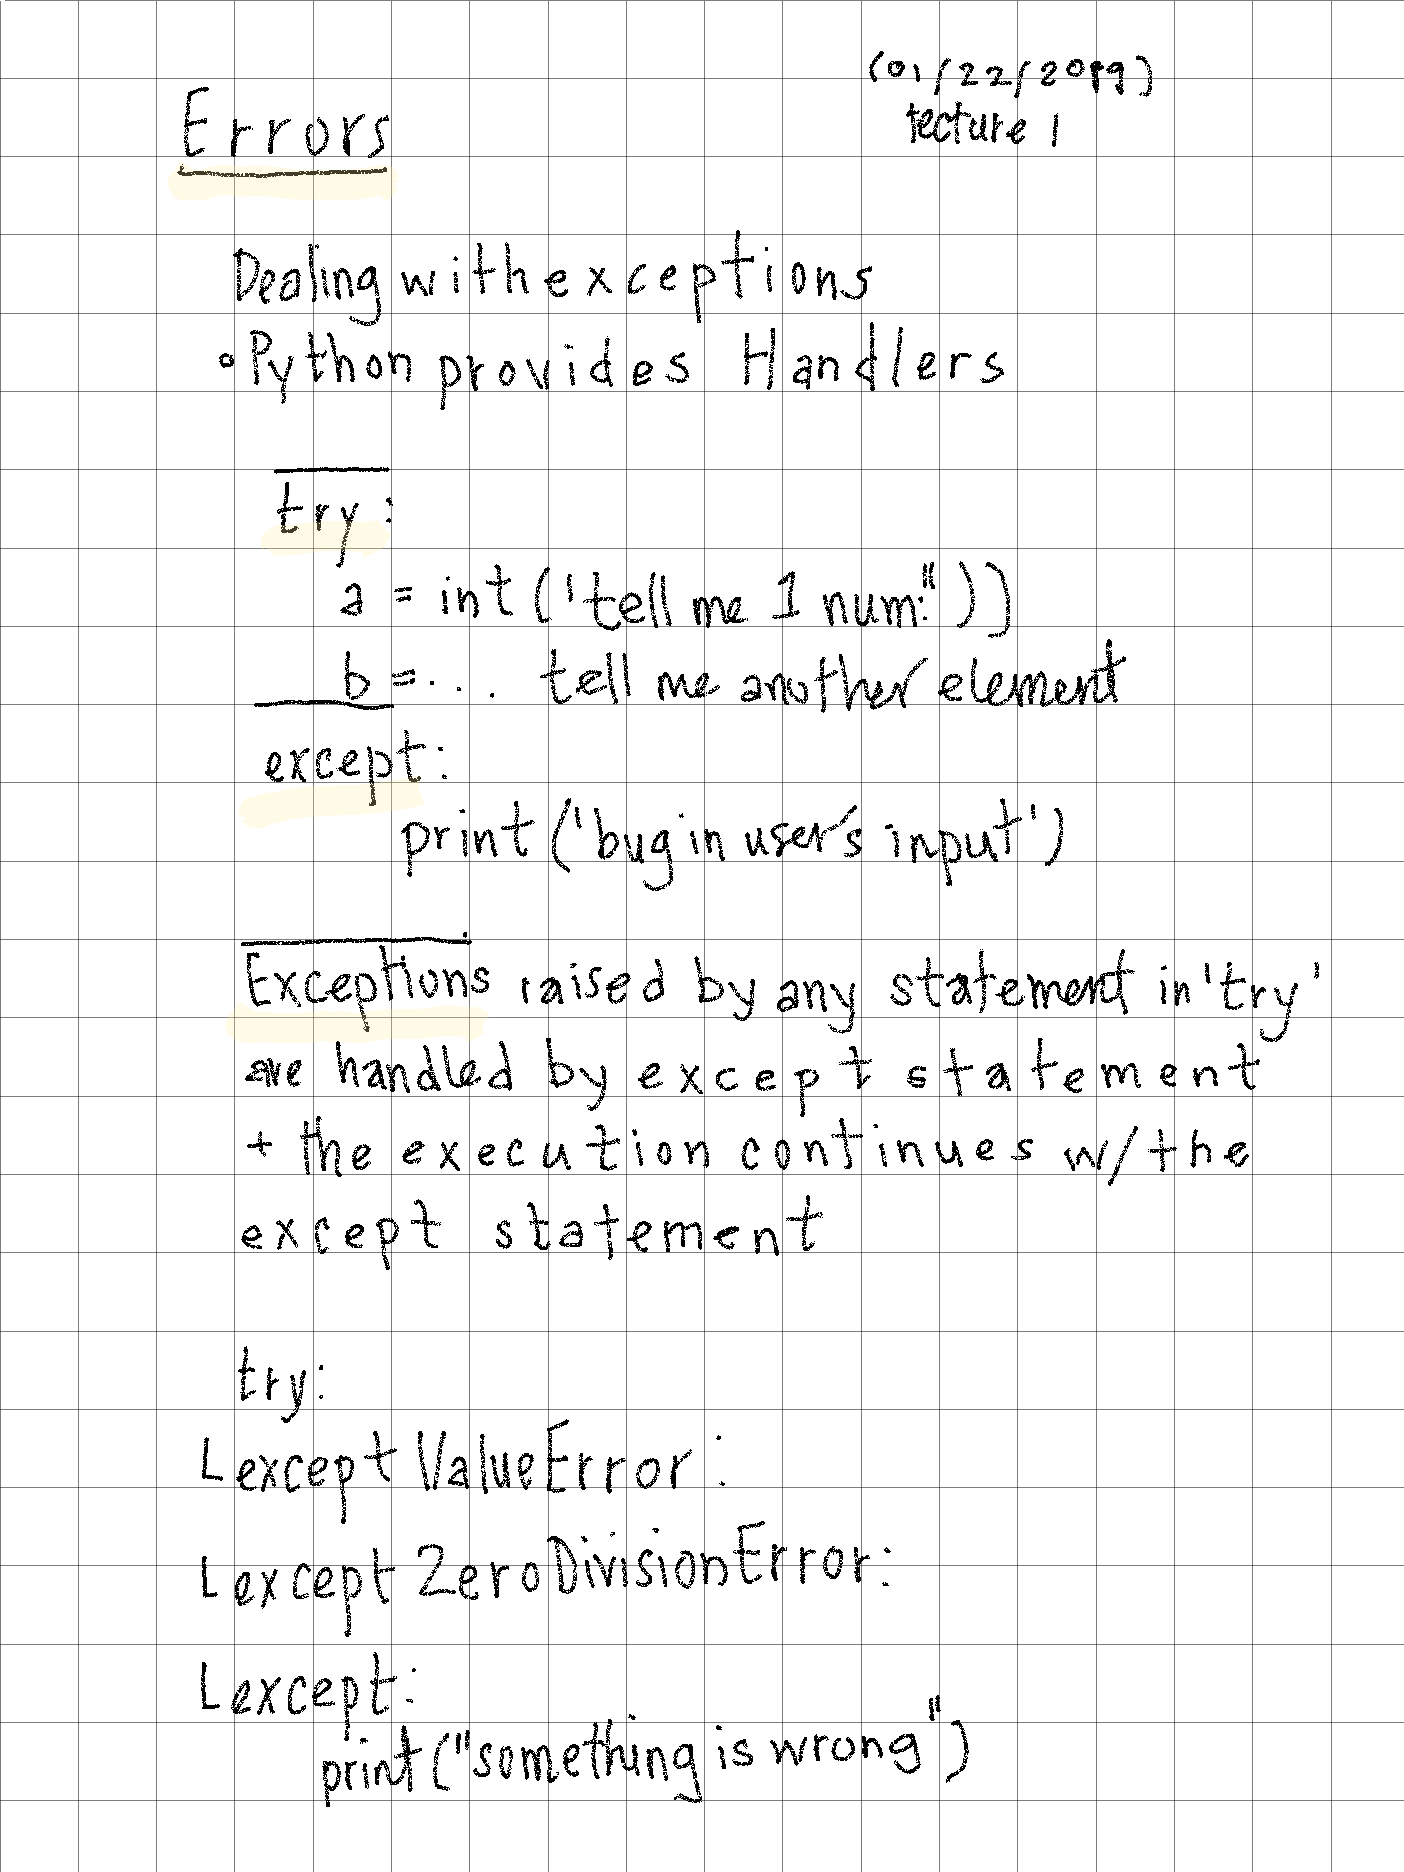 (01/22/2019)
lecture 1
Errors
Dealing with exceptions
• Python provides Handlers
try:
a = int ('tell me 1 num:"))
b = ... tell me another element
except:
print ('bug in user's input')
Exceptions raised by any statement in 'try'
are handled by except statement
+ the execution continues w/ the
except statement
try:
L except ValueError:
L except ZeroDivisionError:
L except:
print ("something is wrong")